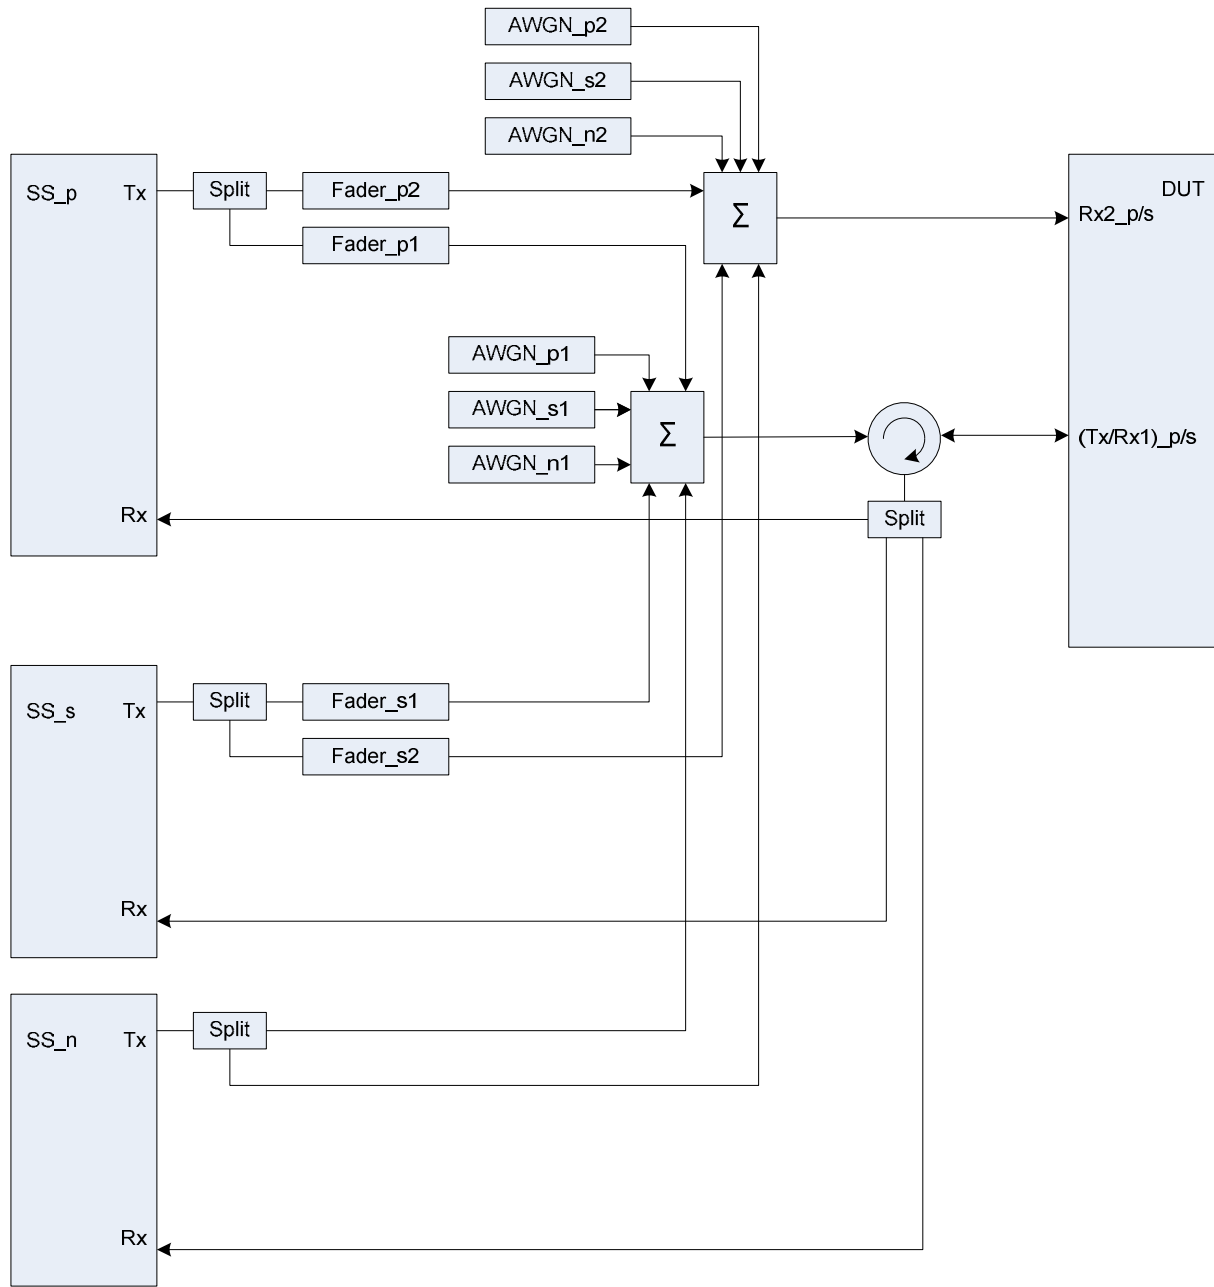 AWGN_p2
AWGN_s2
AWGN_n2
SS_p
Tx
Split
Fader_p2
Fader_p1
Σ
DUT
Rx2_p/s
AWGN_p1
AWGN_s1
AWGN_n1
Σ
(Tx/Rx1)_p/s
Rx
Split
SS_s
Tx
Split
Fader_s1
Fader_s2
Rx
SS_n
Tx
Split
Rx